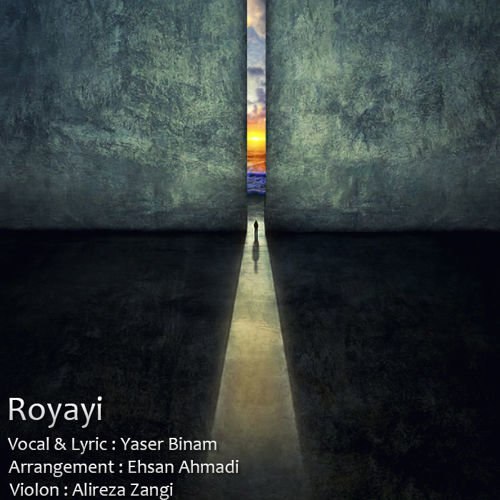 Royayi
Vocal & Lyric : Yaser Binam
Arrangement : Ehsan Ahmadi
Violon : Alireza Zangi